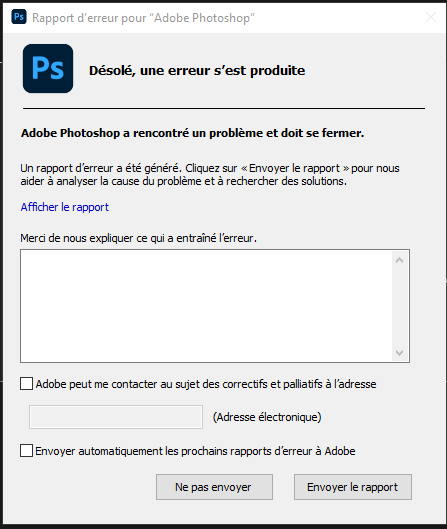 Ps Rapport d'erreur pour "Adobe Photoshop"
Ps Désolé, une erreur s'est produite
Adobe Photoshop a rencontré un problème et doit se fermer.
Un rapport d'erreur a été généré. Cliquez sur « Envoyer le rapport » pour nous
aider à analyser la cause du problème et à rechercher des solutions.
Afficher le rapport
Merci de nous expliquer ce qui a entraîné l'erreur.
Adobe peut me contacter au sujet des correctifs et palliatifs à l'adresse
(Adresse électronique)
Envoyer automatiquement les prochains rapports d'erreur à Adobe
Ne pas envoyer Envoyer le rapport